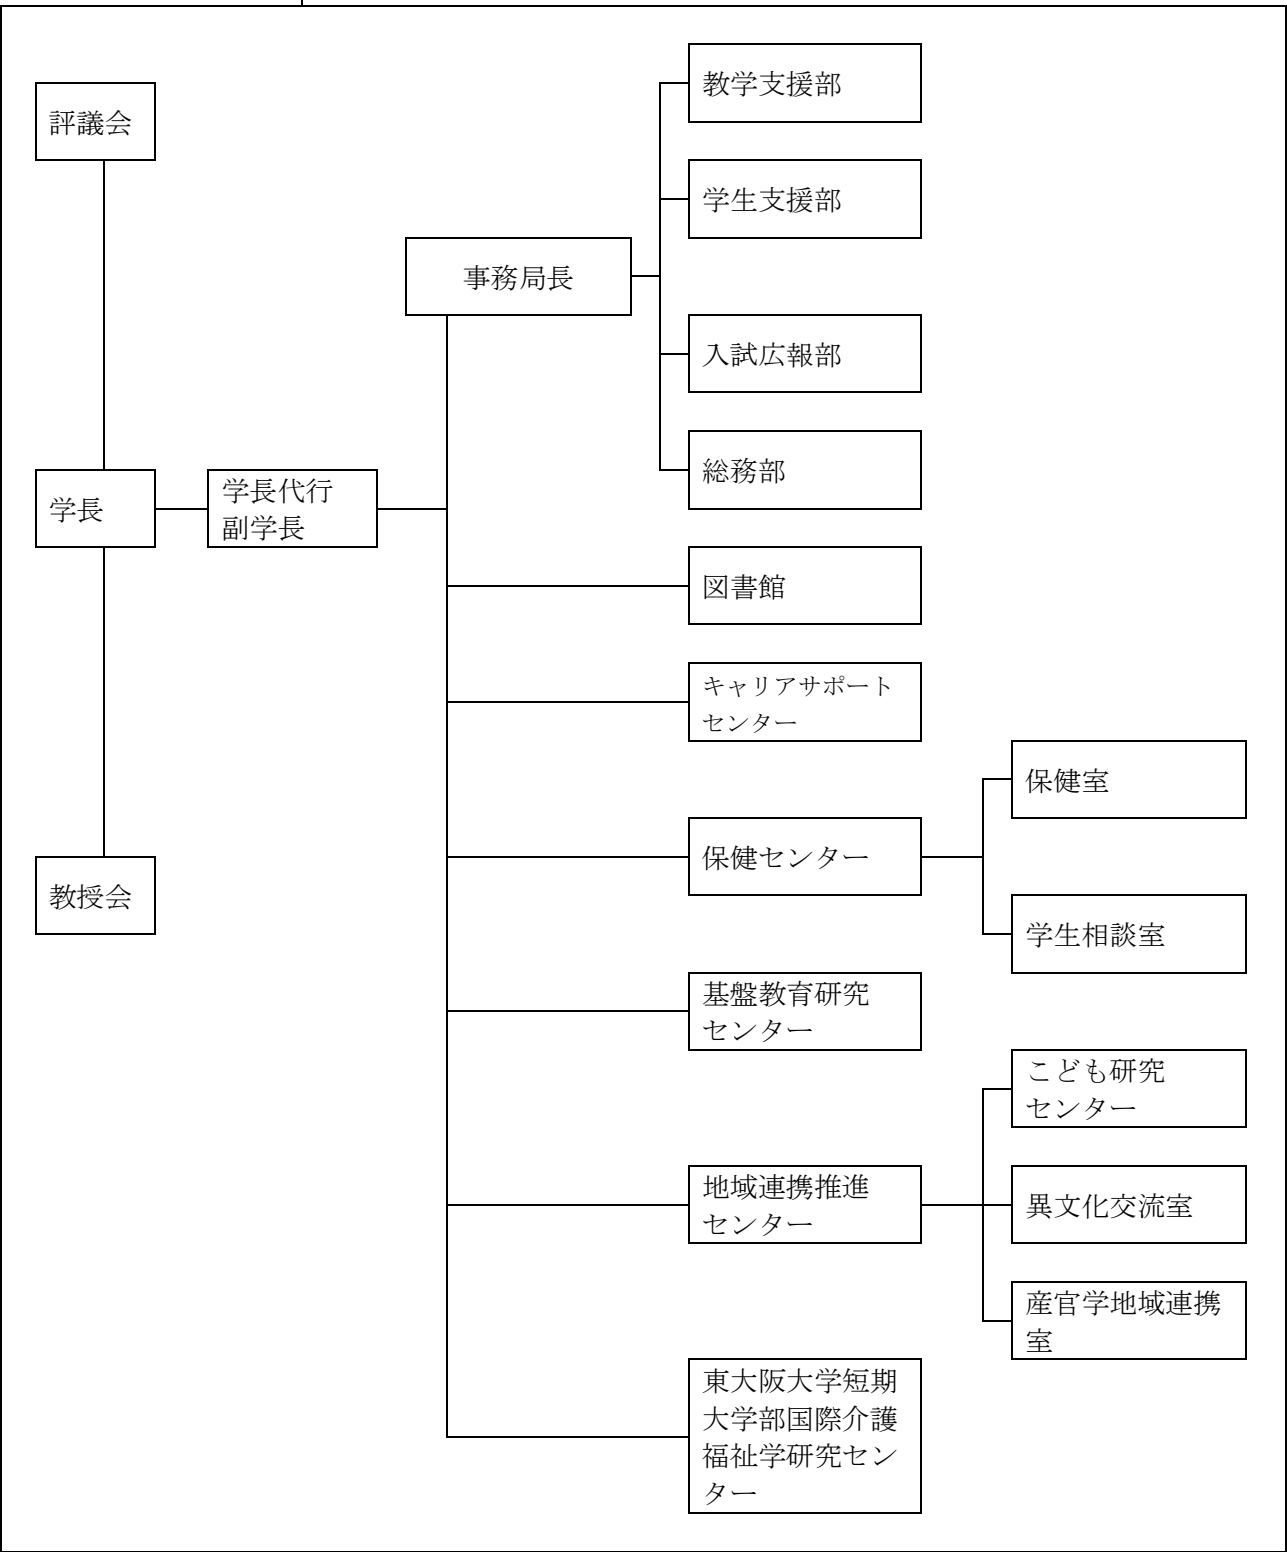 評議会
学長
教授会
学長代行
副学長
事務局長
教学支援部
学生支援部
入試広報部
総務部
図書館
キャリアサポート
センター
保健センター
保健室
学生相談室
基盤教育研究
センター
地域連携推進
センター
こども研究
センター
異文化交流室
産官学地域連携
室
東大阪大学短期
大学部国際介護
福祉学研究セン
ター